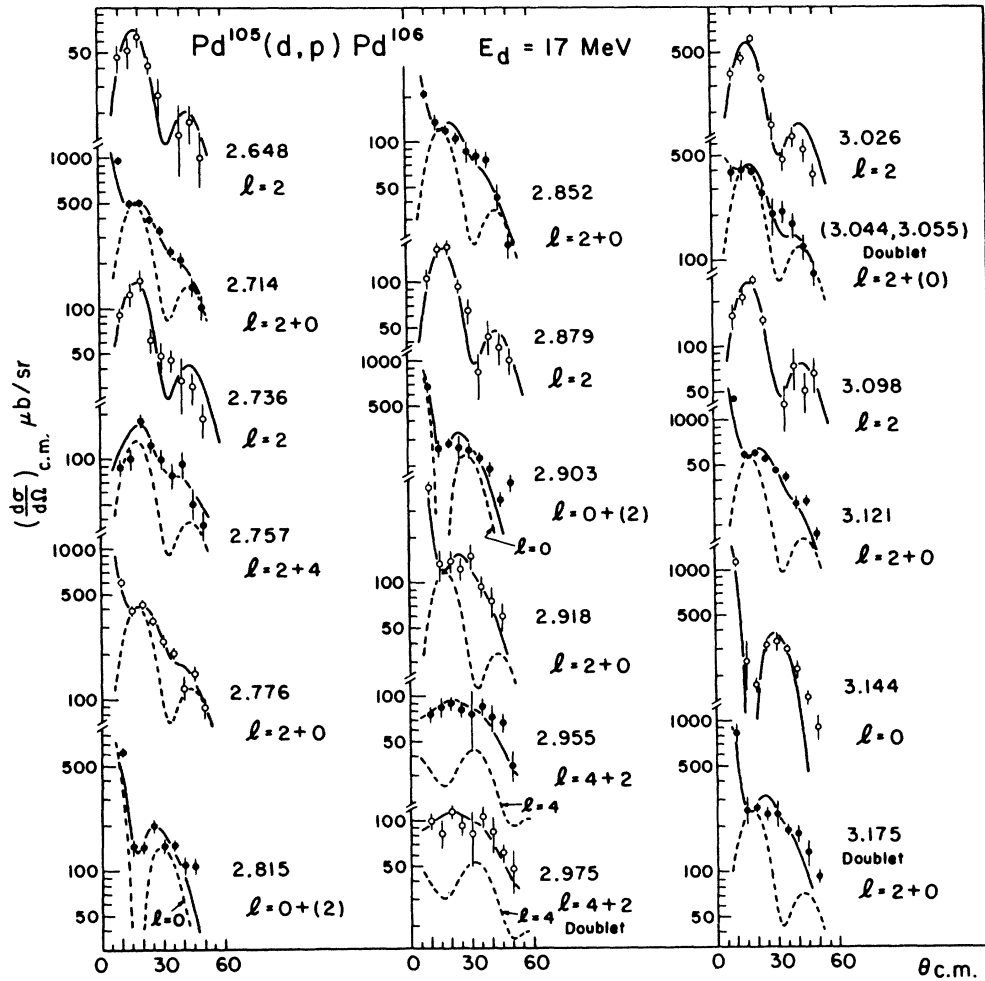 Pd¹⁰⁵(d,p) Pd¹⁰⁶ E_d = 17 MeV
(dσ/dΩ)c.m. μb/sr
50
2.648
ℓ = 2
1000
500
2.714
ℓ = 2+0
100
50
2.736
ℓ = 2
100
2.757
ℓ = 2+4
1000
500
2.776
ℓ = 2+0
100
500
2.815
ℓ = 0+(2)
ℓ=0
100
50
0 30 60
100
50
2.852
ℓ = 2+0
100
50
2.879
ℓ = 2
1000
500
2.903
ℓ = 0+(2)
ℓ=0
100
50
2.918
ℓ = 2+0
100
50
2.955
ℓ = 4+2
ℓ=4
100
50
2.975
ℓ = 4+2
Doublet
ℓ=4
0 30 60
500
3.026
ℓ = 2
500
(3.044,3.055)
Doublet
ℓ = 2+(0)
100
100
50
3.098
ℓ = 2
1000
50
3.121
ℓ = 2+0
1000
500
3.144
ℓ = 0
1000
500
3.175
Doublet
ℓ = 2+0
100
50
0 30 60
θc.m.